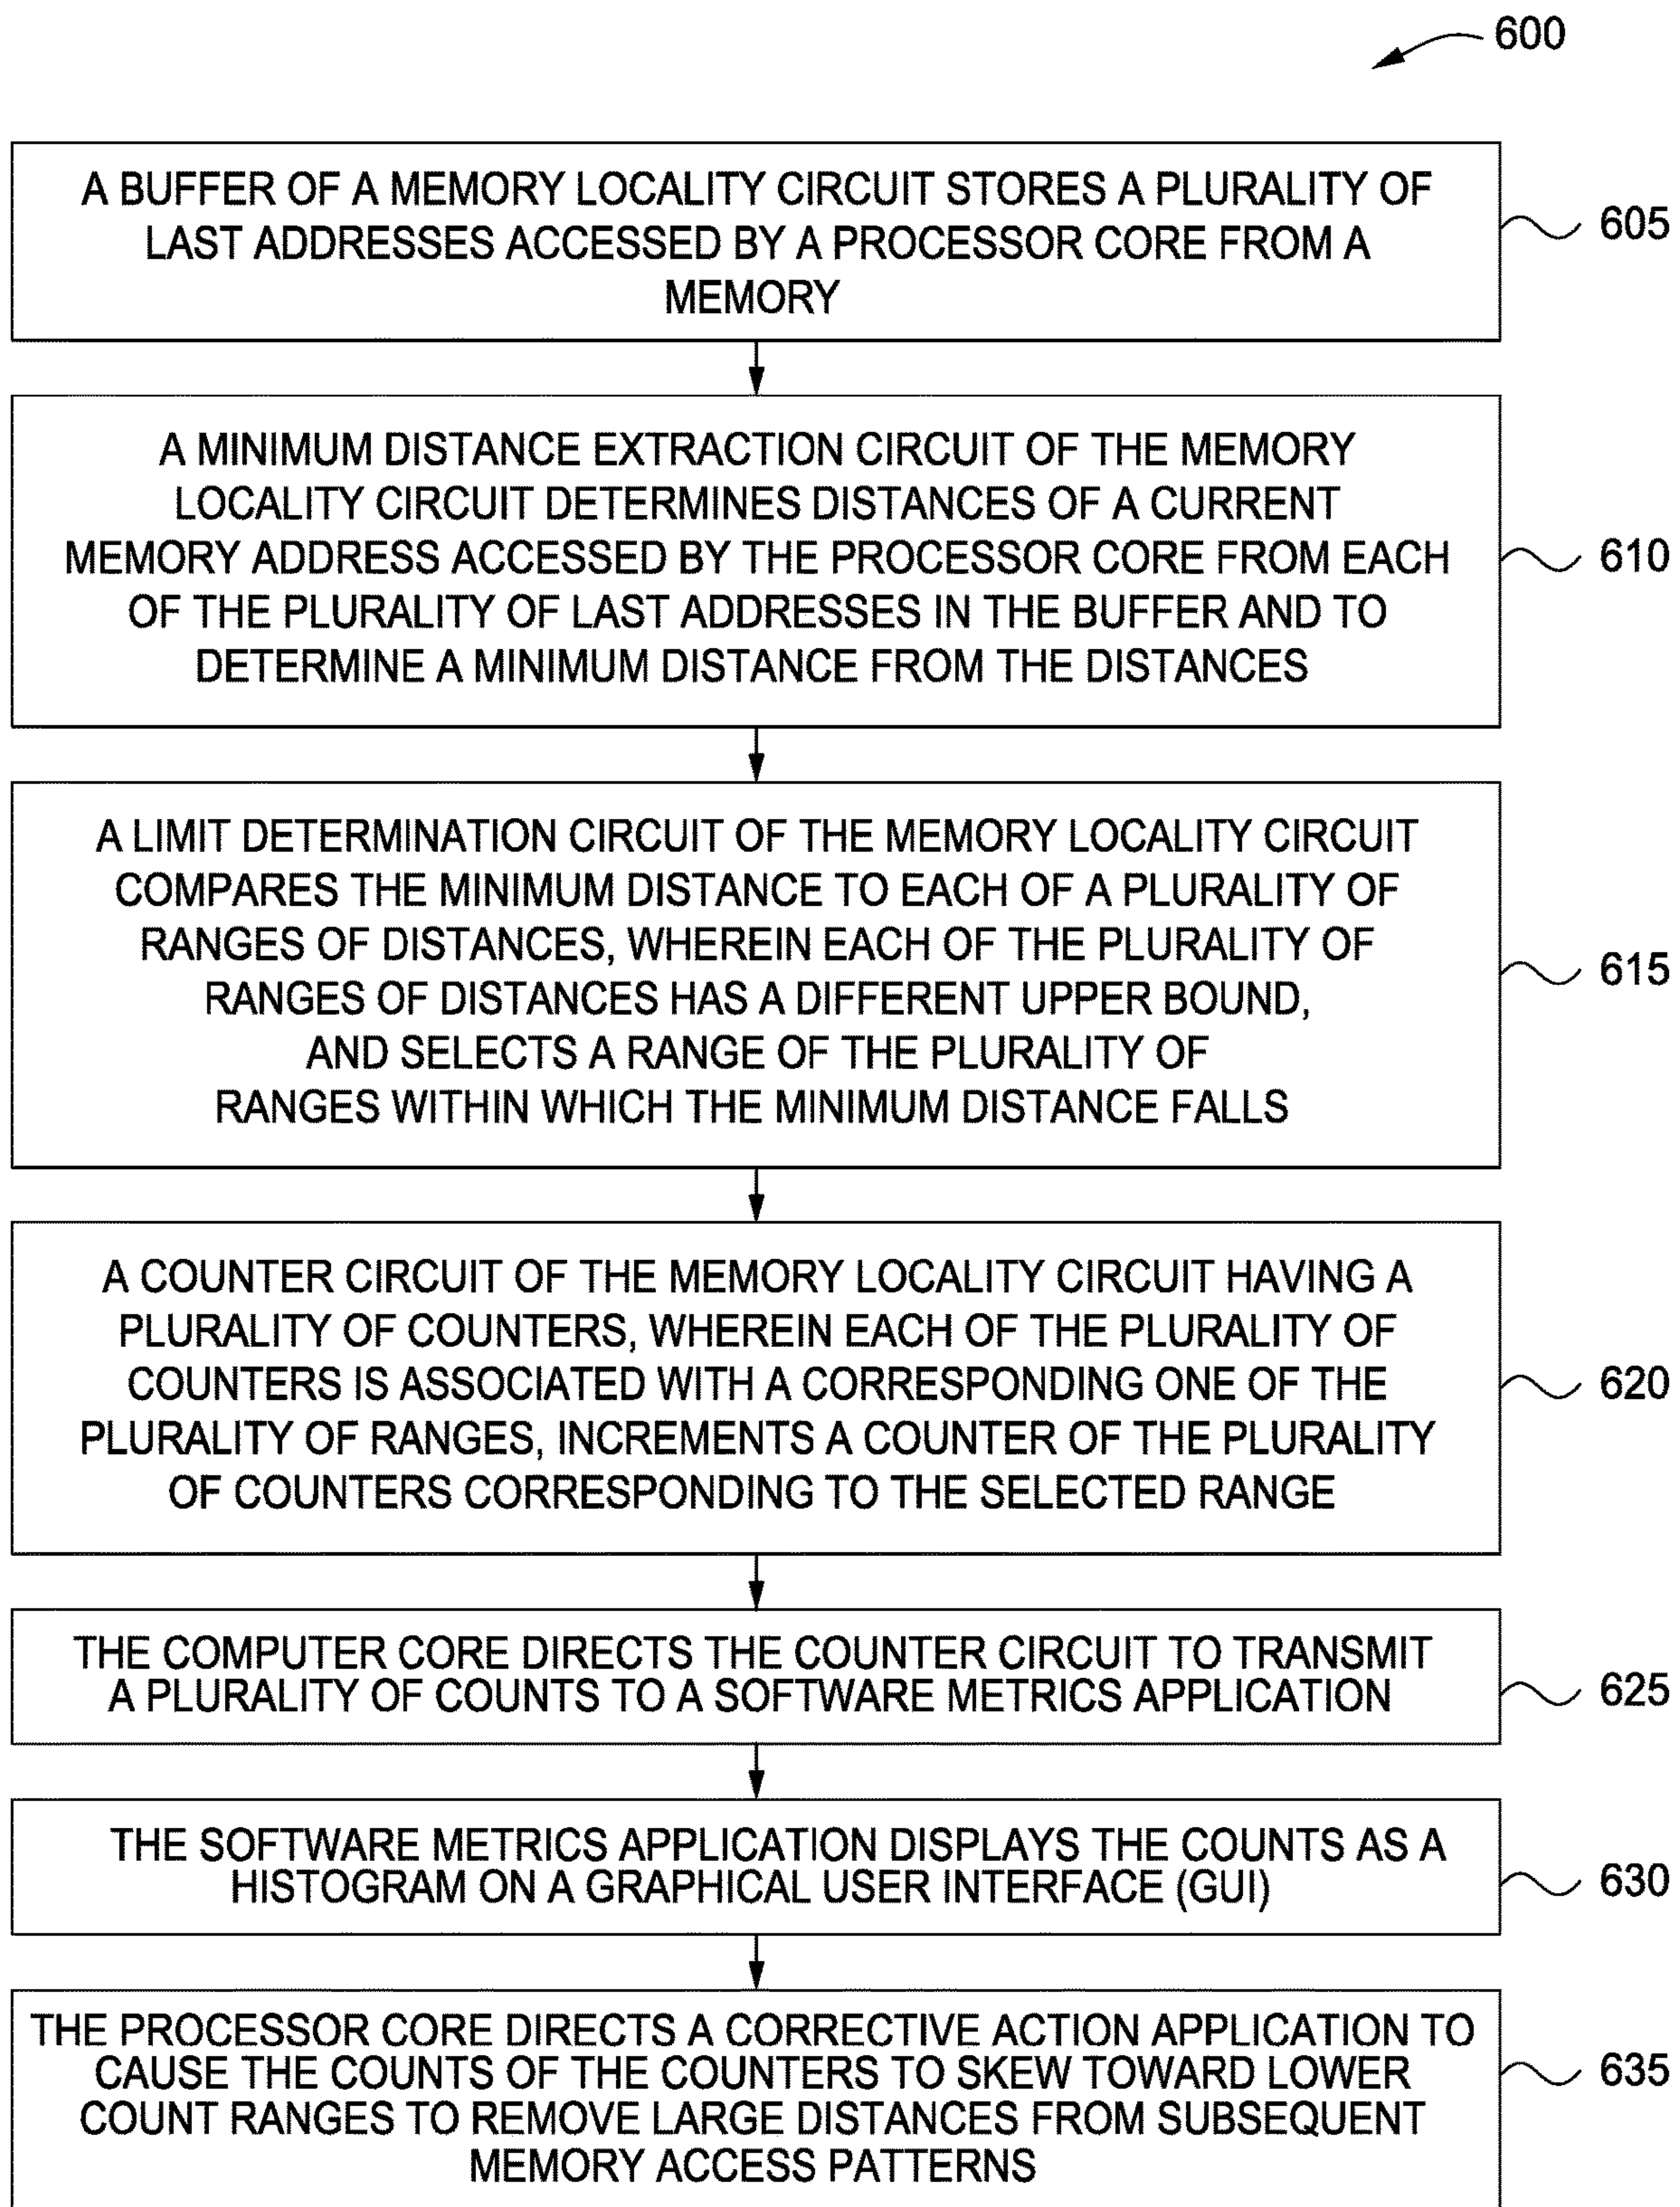 600
A BUFFER OF A MEMORY LOCALITY CIRCUIT STORES A PLURALITY OF
LAST ADDRESSES ACCESSED BY A PROCESSOR CORE FROM A
MEMORY
605
A MINIMUM DISTANCE EXTRACTION CIRCUIT OF THE MEMORY
LOCALITY CIRCUIT DETERMINES DISTANCES OF A CURRENT
MEMORY ADDRESS ACCESSED BY THE PROCESSOR CORE FROM EACH
OF THE PLURALITY OF LAST ADDRESSES IN THE BUFFER AND TO
DETERMINE A MINIMUM DISTANCE FROM THE DISTANCES
610
A LIMIT DETERMINATION CIRCUIT OF THE MEMORY LOCALITY CIRCUIT
COMPARES THE MINIMUM DISTANCE TO EACH OF A PLURALITY OF
RANGES OF DISTANCES, WHEREIN EACH OF THE PLURALITY OF
RANGES OF DISTANCES HAS A DIFFERENT UPPER BOUND,
AND SELECTS A RANGE OF THE PLURALITY OF
RANGES WITHIN WHICH THE MINIMUM DISTANCE FALLS
615
A COUNTER CIRCUIT OF THE MEMORY LOCALITY CIRCUIT HAVING A
PLURALITY OF COUNTERS, WHEREIN EACH OF THE PLURALITY OF
COUNTERS IS ASSOCIATED WITH A CORRESPONDING ONE OF THE
PLURALITY OF RANGES, INCREMENTS A COUNTER OF THE PLURALITY
OF COUNTERS CORRESPONDING TO THE SELECTED RANGE
620
THE COMPUTER CORE DIRECTS THE COUNTER CIRCUIT TO TRANSMIT
A PLURALITY OF COUNTS TO A SOFTWARE METRICS APPLICATION
625
THE SOFTWARE METRICS APPLICATION DISPLAYS THE COUNTS AS A
HISTOGRAM ON A GRAPHICAL USER INTERFACE (GUI)
630
THE PROCESSOR CORE DIRECTS A CORRECTIVE ACTION APPLICATION TO
CAUSE THE COUNTS OF THE COUNTERS TO SKEW TOWARD LOWER
COUNT RANGES TO REMOVE LARGE DISTANCES FROM SUBSEQUENT
MEMORY ACCESS PATTERNS
635